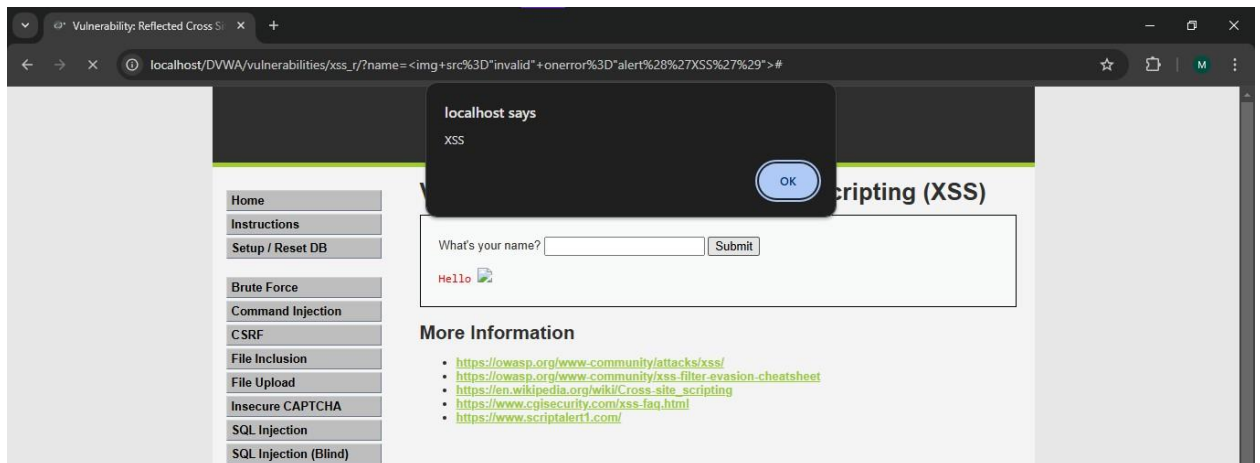 Vulnerability: Reflected Cross S
localhost/DVWA/vulnerabilities/xss_r/?name=<img+src%3D"invalid"+onerror%3D"alert%28%27XSS%27%29">#
M
localhost says
XSS
OK
cripting (XSS)
Home
Instructions
Setup / Reset DB
Brute Force
Command Injection
CSRF
File Inclusion
File Upload
Insecure CAPTCHA
SQL Injection
SQL Injection (Blind)
What's your name?
Submit
Hello
More Information
https://owasp.org/www-community/attacks/xss/
https://owasp.org/www-community/xss-filter-evasion-cheatsheet
https://en.wikipedia.org/wiki/Cross-site_scripting
https://www.cgisecurity.com/xss-faq.html
https://www.scriptalert1.com/